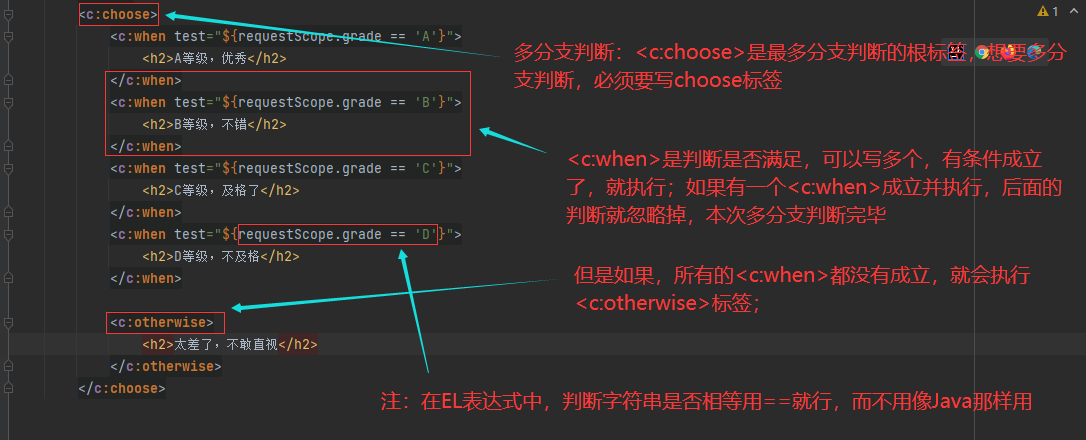 <c:choose>
<c:when test="${requestScope.grade == 'A'}">
<h2>A等级，优秀</h2>
</c:when>
<c:when test="${requestScope.grade == 'B'}">
<h2>B等级，不错</h2>
</c:when>
<c:when test="${requestScope.grade == 'C'}">
<h2>C等级，及格了</h2>
</c:when>
<c:when test="${requestScope.grade == 'D'}">
<h2>D等级，不及格</h2>
</c:when>
<c:otherwise>
<h2>太差了，不敢直视</h2>
</c:otherwise>
</c:choose>
1
多分支判断：<c:choose>是最多分支判断的根标签，想要多分
支判断，必须要写choose标签
<c:when>是判断是否满足，可以写多个，有条件成立
了，就执行；如果有一个<c:when>成立并执行，后面的
判断就忽略掉，本次多分支判断完毕
但是如果，所有的<c:when>都没有成立，就会执行
<c:otherwise>标签；
注：在EL表达式中，判断字符串是否相等用==就行，而不用像Java那样用